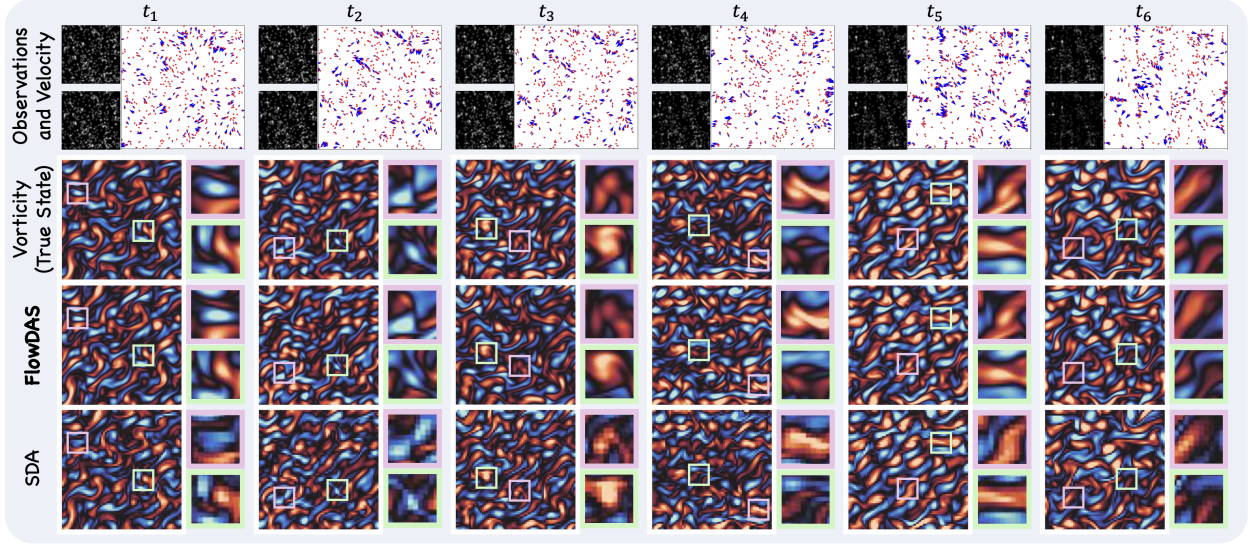 t₁ t₂ t₃ t₄ t₅ t₆
Observations
and Velocity
Vorticity
(True State)
FlowDAS
SDA